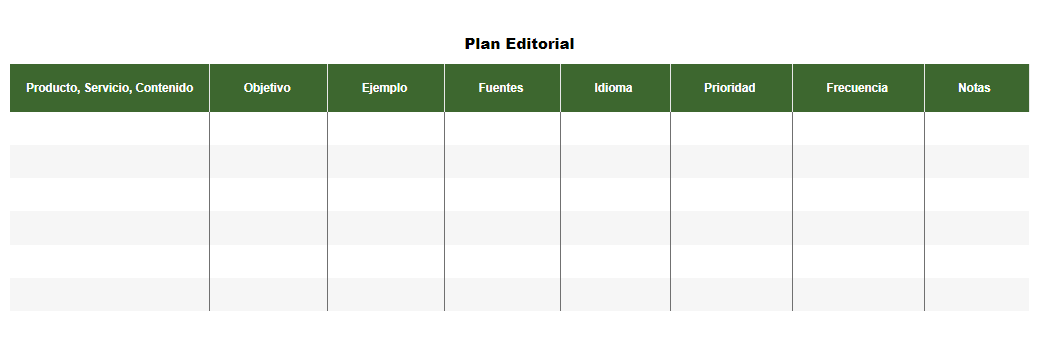 Plan Editorial
Producto, Servicio, Contenido Objetivo Ejemplo Fuentes Idioma Prioridad Frecuencia Notas